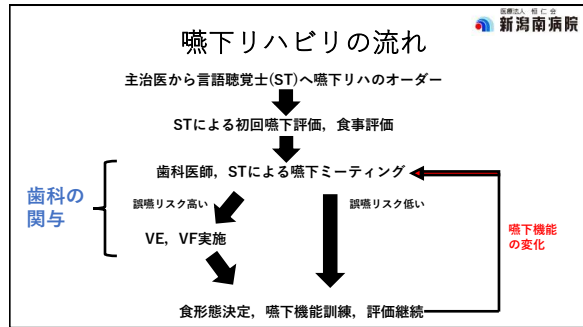 医療法人 恒仁会
新潟南病院
嚥下リハビリの流れ
主治医から言語聴覚士(ST)へ嚥下リハのオーダー
STによる初回嚥下評価，食事評価
歯科医師，STによる嚥下ミーティング
歯科の
関与
誤嚥リスク高い
誤嚥リスク低い
VE，VF実施
嚥下機能
の変化
食形態決定，嚥下機能訓練，評価継続